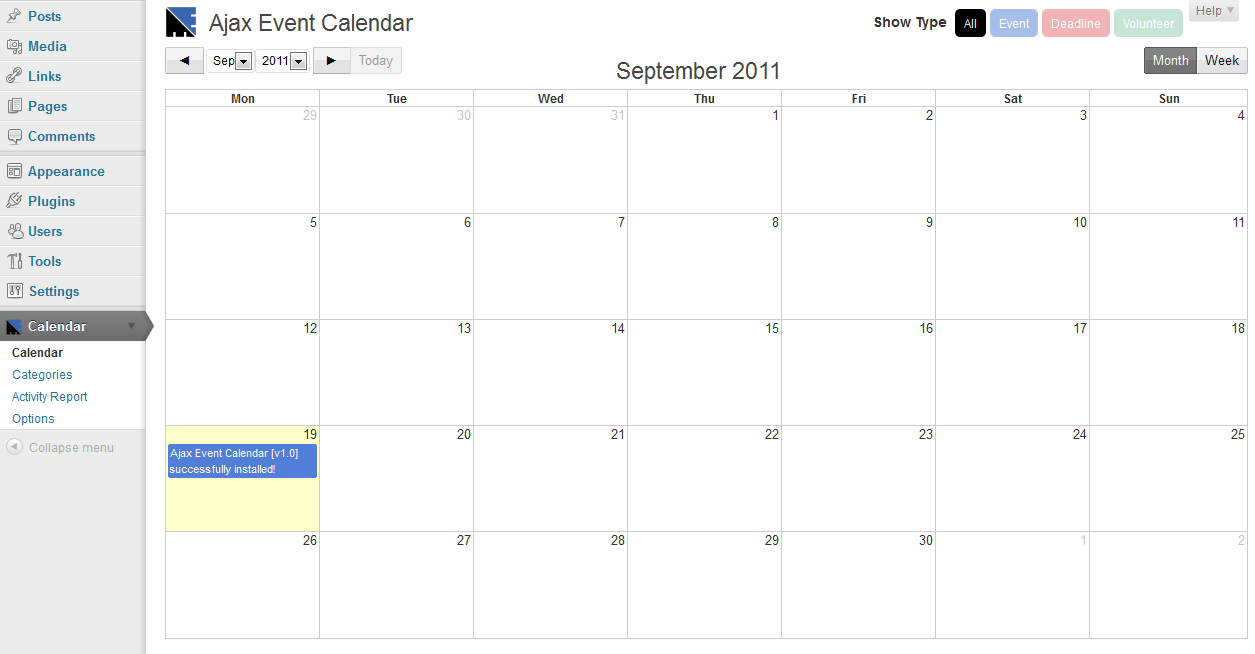 Posts
Media
Links
Pages
Comments
Appearance
Plugins
Users
Tools
Settings
Calendar
Calendar
Categories
Activity Report
Options
Collapse menu
Ajax Event Calendar
Show Type All Event Deadline Volunteer
Help
Sep 2011 Today
September 2011
Month Week
Mon Tue Wed Thu Fri Sat Sun
29 30 31 1 2 3 4
5 6 7 8 9 10 11
12 13 14 15 16 17 18
19 20 21 22 23 24 25
Ajax Event Calendar [v1.0]
successfully installed!
26 27 28 29 30 1 2